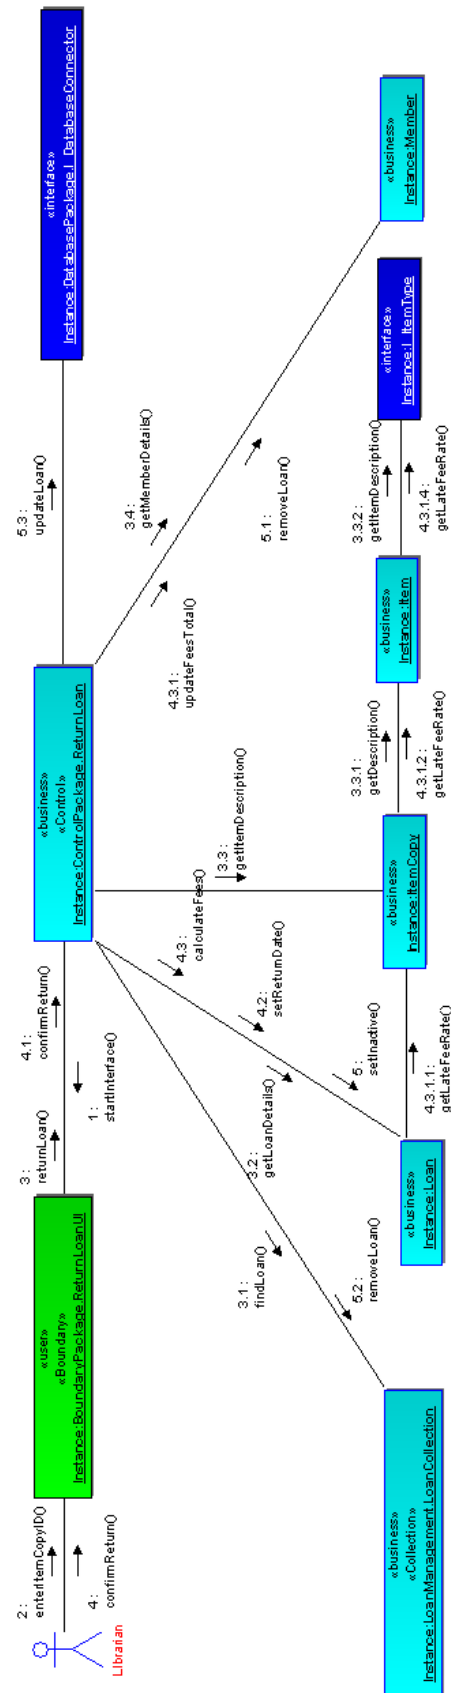 2 :
enterItemCopyID()
4 :
confirmReturn()
Librarian
«user»
«Boundary»
Instance:BoundaryPackage.ReturnLoanUI
3 :
returnLoan()
4.1 :
confirmReturn()
1 :
startInterface()
«business»
«Control»
Instance:ControlPackage.ReturnLoan
5.3 :
updateLoan()
«interface»
Instance:DatabasePackage.I_DatabaseConnector
3.4 :
getMemberDetails()
4.3.1 :
updateFeesTotal()
5.1 :
removeLoan()
«business»
Instance:Member
3.3 :
getItemDescription()
4.3 :
calculateFees()
4.2 :
setReturnDate()
3.2 :
getLoanDetails()
5 :
setInactive()
3.1 :
findLoan()
5.2 :
removeLoan()
«business»
«Collection»
Instance:LoanManagement.LoanCollection
«business»
Instance:Loan
4.3.1.1 :
getLateFeeRate()
«business»
Instance:ItemCopy
3.3.1 :
getDescription()
4.3.1.2 :
getLateFeeRate()
«business»
Instance:Item
3.3.2 :
getItemDescription()
4.3.1.4 :
getLateFeeRate()
«interface»
Instance:I_ItemType